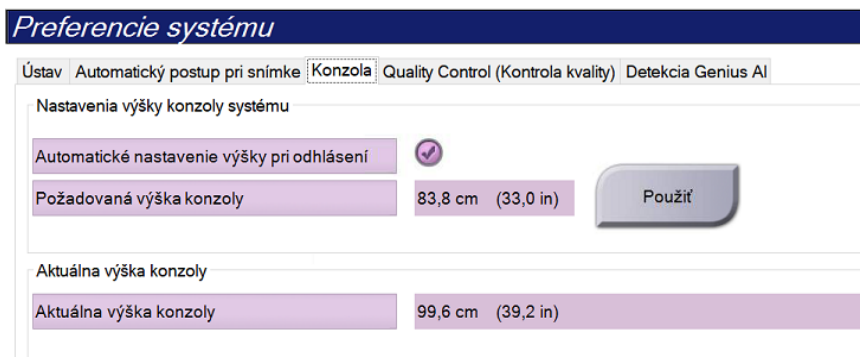 Preferencie systému
Ústav Automatický postup pri snímke Konzola Quality Control (Kontrola kvality) Detekcia Genius AI
Nastavenia výšky konzoly systému
Automatické nastavenie výšky pri odhlásení
Požadovaná výška konzoly 83,8 cm (33,0 in) Použiť
Aktuálna výška konzoly
Aktuálna výška konzoly 99,6 cm (39,2 in)